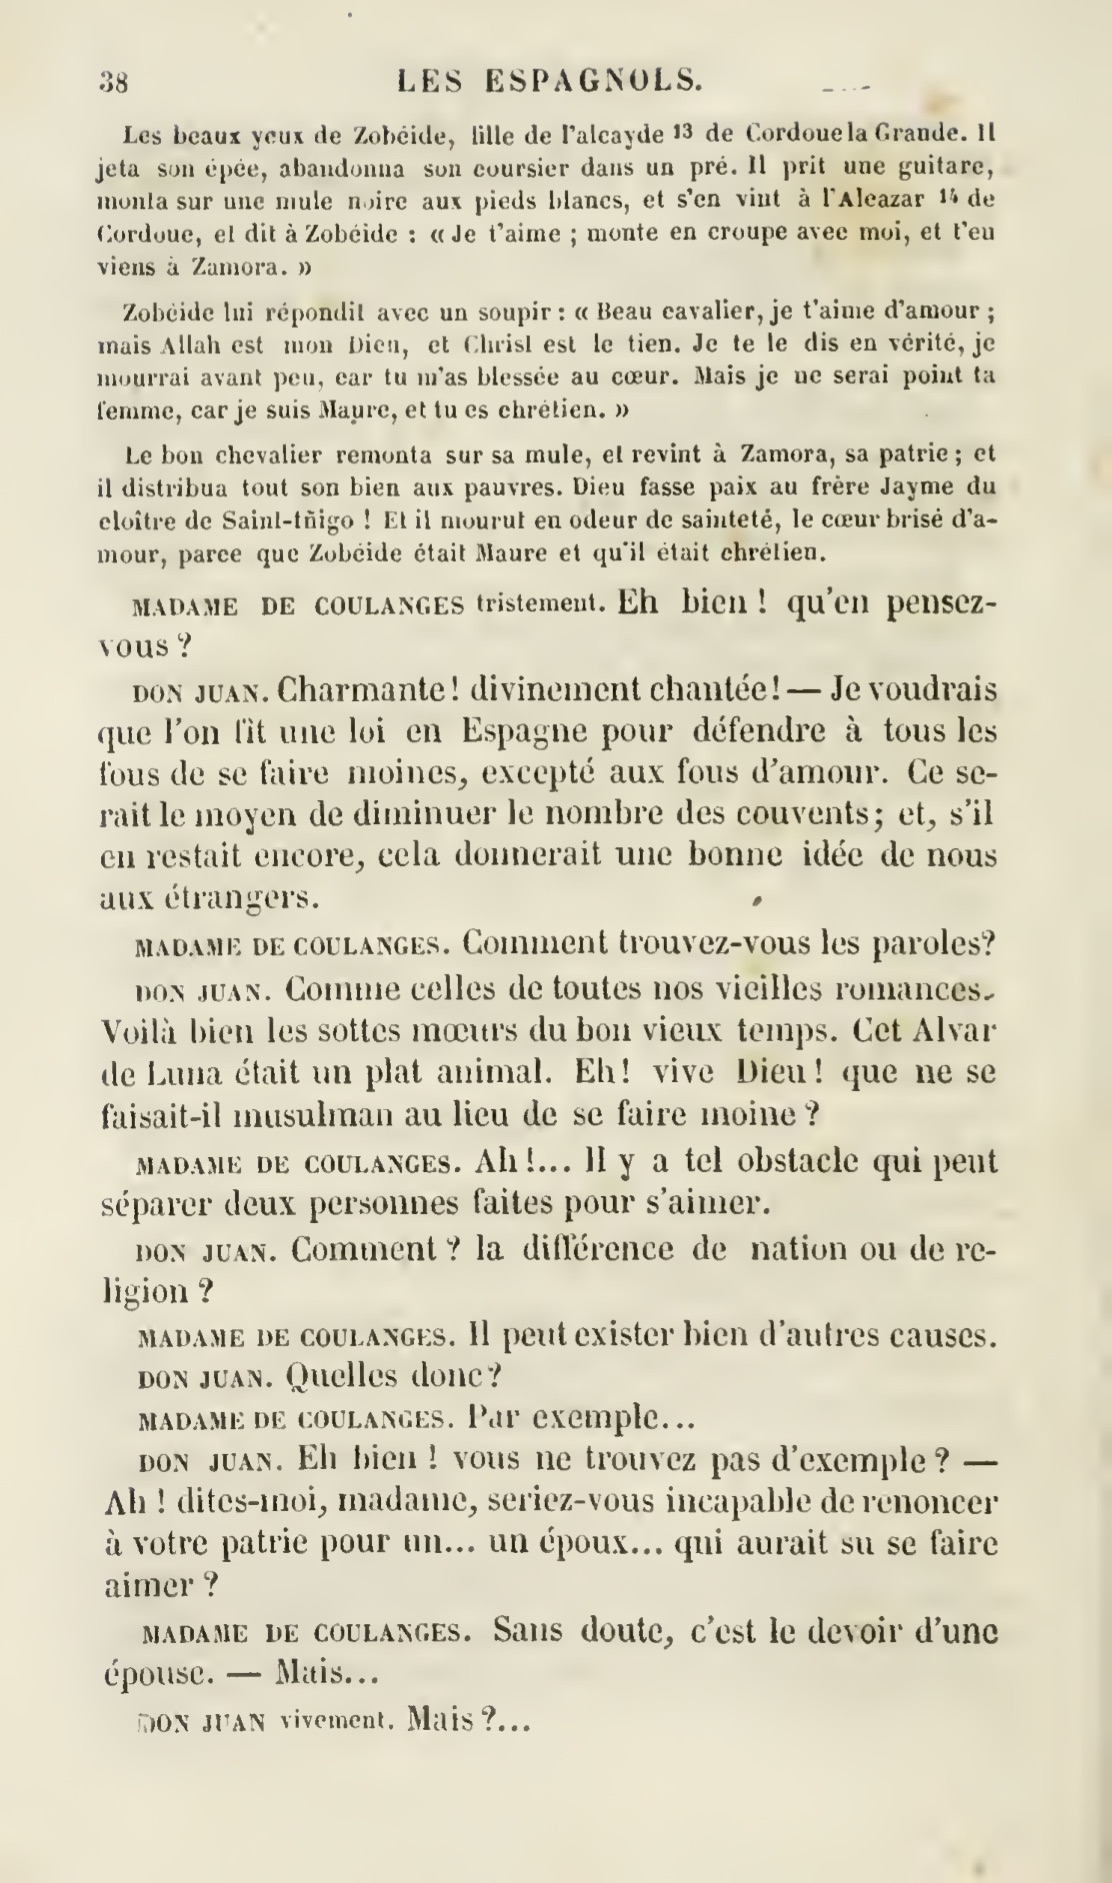 38 LES ESPAGNOLS.
Les beaux yeux de Zobéide, fille de l'alcayde 13 de Cordoue la Grande. Il
jeta son épée, abandonna son coursier dans un pré. Il prit une guitare,
monta sur une mule noire aux pieds blancs, et s'en vint à l'Alcazar 14 de
Cordoue, et dit à Zobéide : « Je t'aime ; monte en croupe avec moi, et t'en
viens à Zamora. »
Zobéide lui répondit avec un soupir : « Beau cavalier, je t'aime d'amour ;
mais Allah est mon Dieu, et Christ est le tien. Je te le dis en vérité, je
mourrai avant peu, car tu m'as blessée au cœur. Mais je ne serai point ta
femme, car je suis Maure, et tu es chrétien. »
Le bon chevalier remonta sur sa mule, et revint à Zamora, sa patrie ; et
il distribua tout son bien aux pauvres. Dieu fasse paix au frère Jayme du
cloître de Saint-Iñigo ! Et il mourut en odeur de sainteté, le cœur brisé d'a-
mour, parce que Zobéide était Maure et qu'il était chrétien.
MADAME DE COULANGES tristement. Eh bien ! qu'en pensez-
vous ?
DON JUAN. Charmante ! divinement chantée ! — Je voudrais
que l'on fît une loi en Espagne pour défendre à tous les
fous de se faire moines, excepté aux fous d'amour. Ce se-
rait le moyen de diminuer le nombre des couvents ; et, s'il
en restait encore, cela donnerait une bonne idée de nous
aux étrangers.
MADAME DE COULANGES. Comment trouvez-vous les paroles?
DON JUAN. Comme celles de toutes nos vieilles romances.
Voilà bien les sottes mœurs du bon vieux temps. Cet Alvar
de Luna était un plat animal. Eh! vive Dieu ! que ne se
faisait-il musulman au lieu de se faire moine ?
MADAME DE COULANGES. Ah !... Il y a tel obstacle qui peut
séparer deux personnes faites pour s'aimer.
DON JUAN. Comment ? la différence de nation ou de re-
ligion ?
MADAME DE COULANGES. Il peut exister bien d'autres causes.
DON JUAN. Quelles donc ?
MADAME DE COULANGES. Par exemple...
DON JUAN. Eh bien ! vous ne trouvez pas d'exemple ? —
Ah ! dites-moi, madame, seriez-vous incapable de renoncer
à votre patrie pour un... un époux... qui aurait su se faire
aimer ?
MADAME DE COULANGES. Sans doute, c'est le devoir d'une
épouse. — Mais...
DON JUAN vivement. Mais ?...